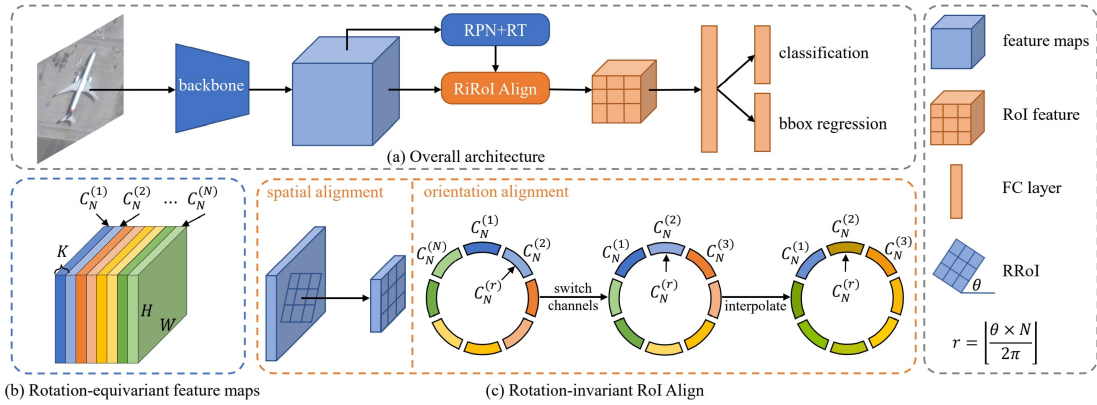 RPN+RT
backbone
RiRoI Align
classification
bbox regression
(a) Overall architecture
feature maps
RoI feature
FC layer
RRoI
θ
r = ⌊θ × N / 2π⌋
C_N^(1) C_N^(2) ... C_N^(N)
K
H
W
(b) Rotation-equivariant feature maps
spatial alignment
orientation alignment
C_N^(N) C_N^(1) C_N^(2)
C_N^(r)
switch
channels
C_N^(1) C_N^(2) C_N^(3)
C_N^(r)
interpolate
C_N^(1) C_N^(2) C_N^(3)
C_N^(r)
(c) Rotation-invariant RoI Align